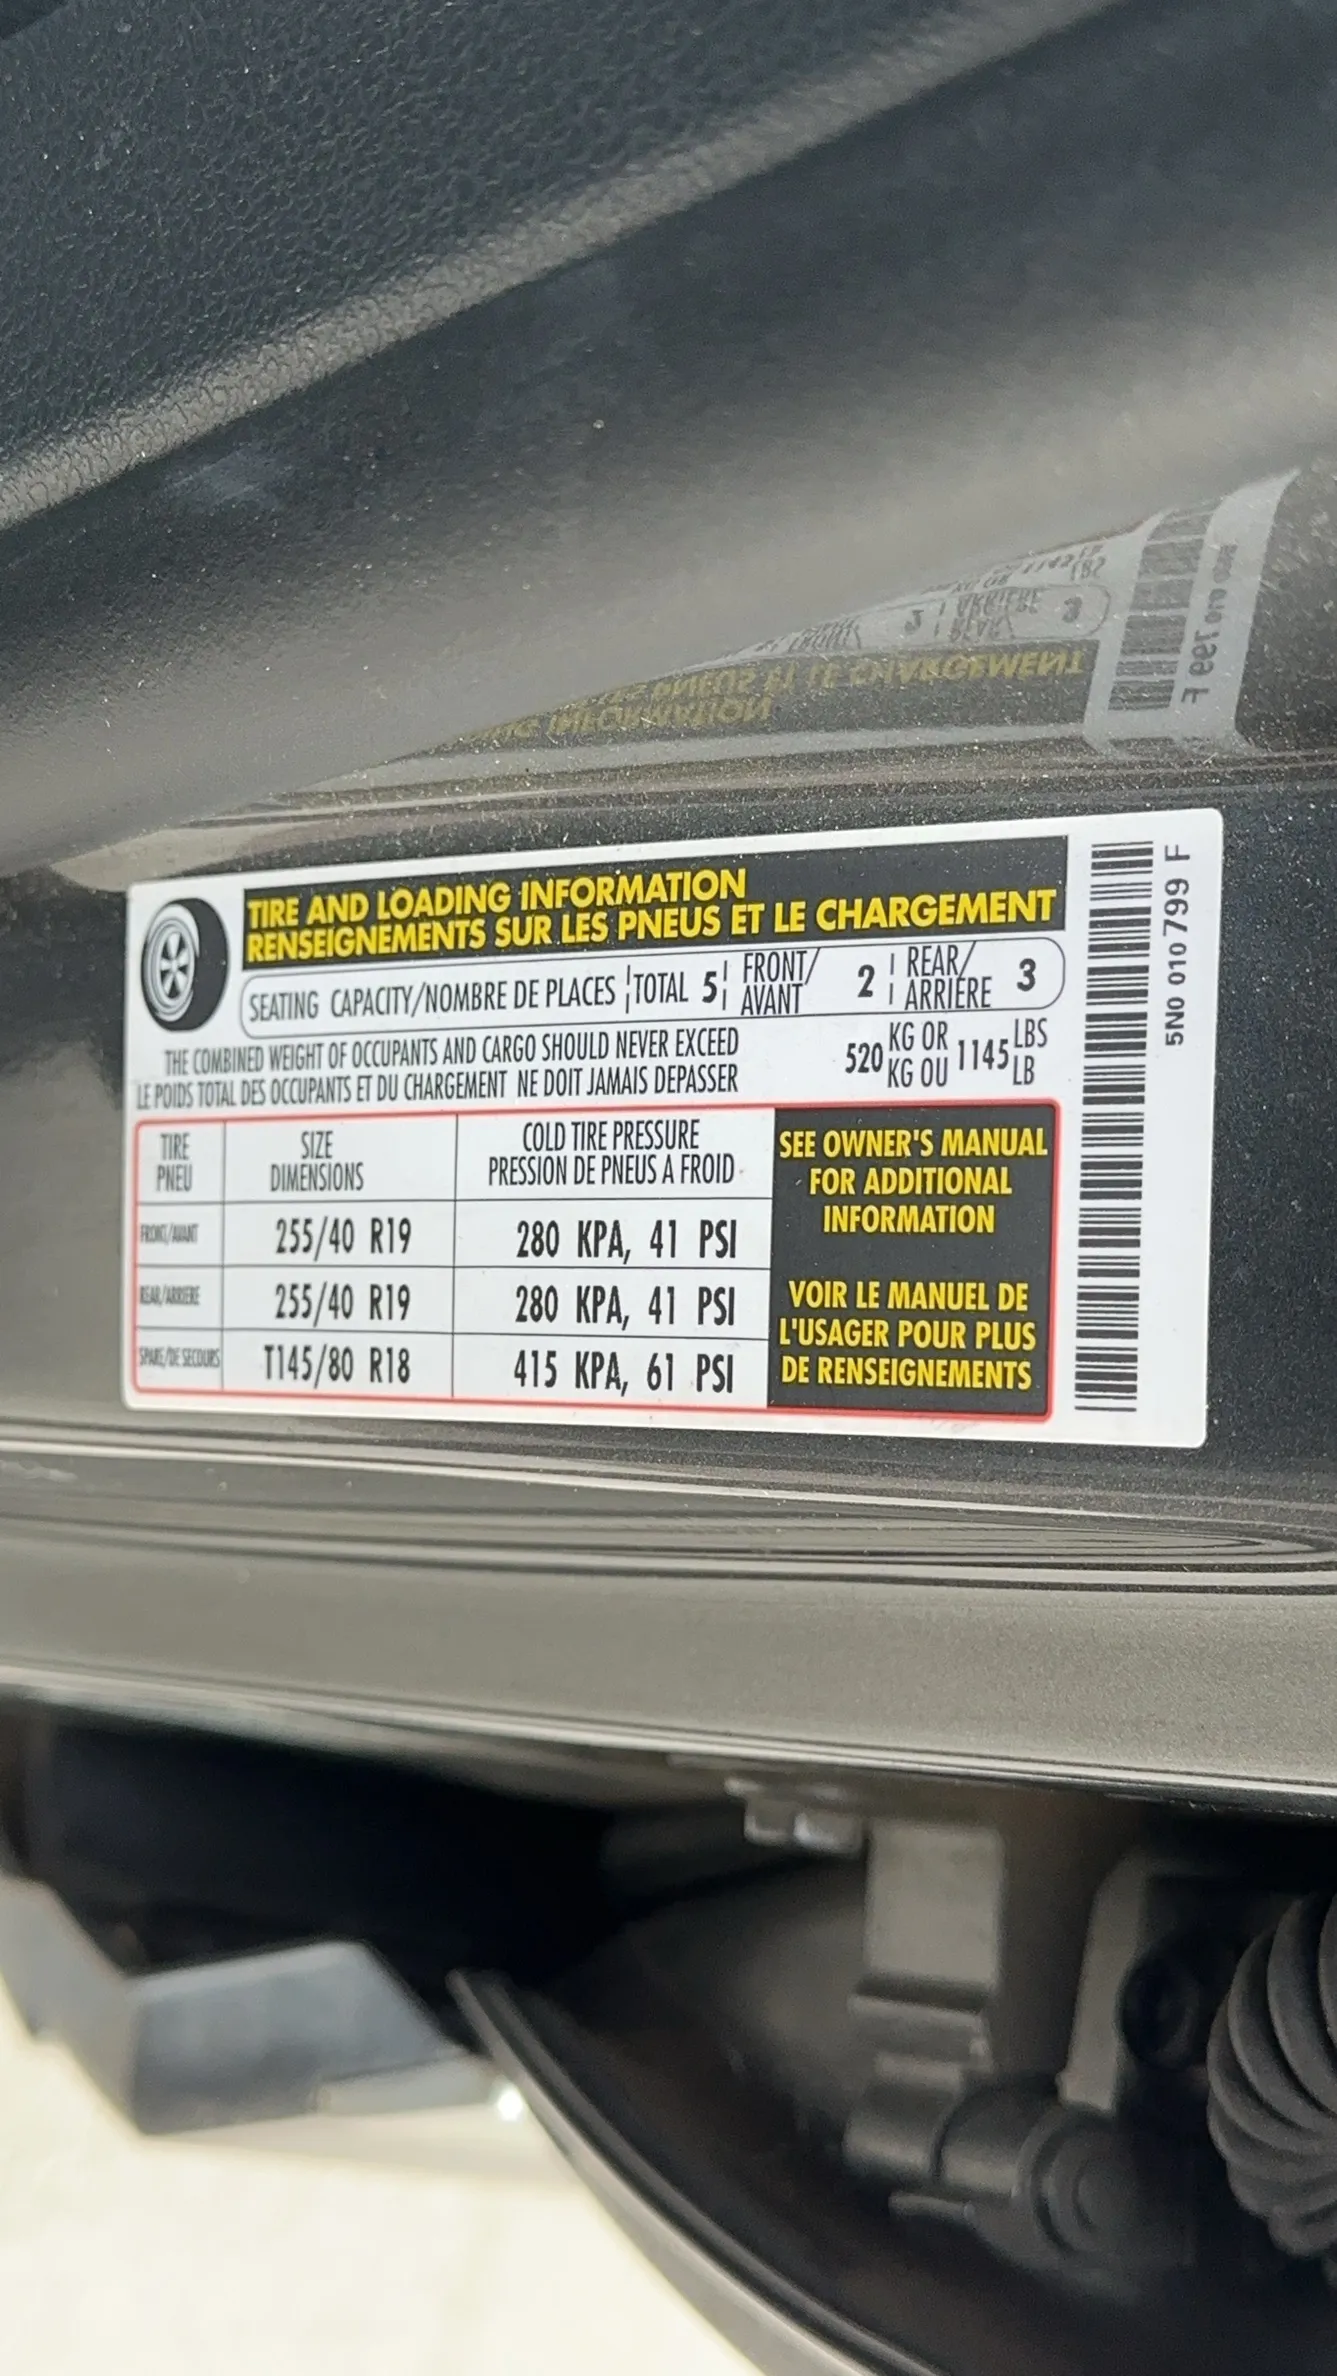 TIRE AND LOADING INFORMATION
RENSEIGNEMENTS SUR LES PNEUS ET LE CHARGEMENT
SEATING CAPACITY/NOMBRE DE PLACES TOTAL 5 FRONT/AVANT 2 REAR/ARRIÈRE 3
THE COMBINED WEIGHT OF OCCUPANTS AND CARGO SHOULD NEVER EXCEED
LE POIDS TOTAL DES OCCUPANTS ET DU CHARGEMENT NE DOIT JAMAIS DEPASSER
520 KG OR 1145 LBS
KG OU LB
TIRE SIZE COLD TIRE PRESSURE
PNEU DIMENSIONS PRESSION DE PNEUS A FROID
FRONT/AVANT 255/40 R19 280 KPA, 41 PSI
REAR/ARRIERE 255/40 R19 280 KPA, 41 PSI
SPARE/DE SECOURS T145/80 R18 415 KPA, 61 PSI
SEE OWNER'S MANUAL
FOR ADDITIONAL
INFORMATION
VOIR LE MANUEL DE
L'USAGER POUR PLUS
DE RENSEIGNEMENTS
5N0 010 799 F